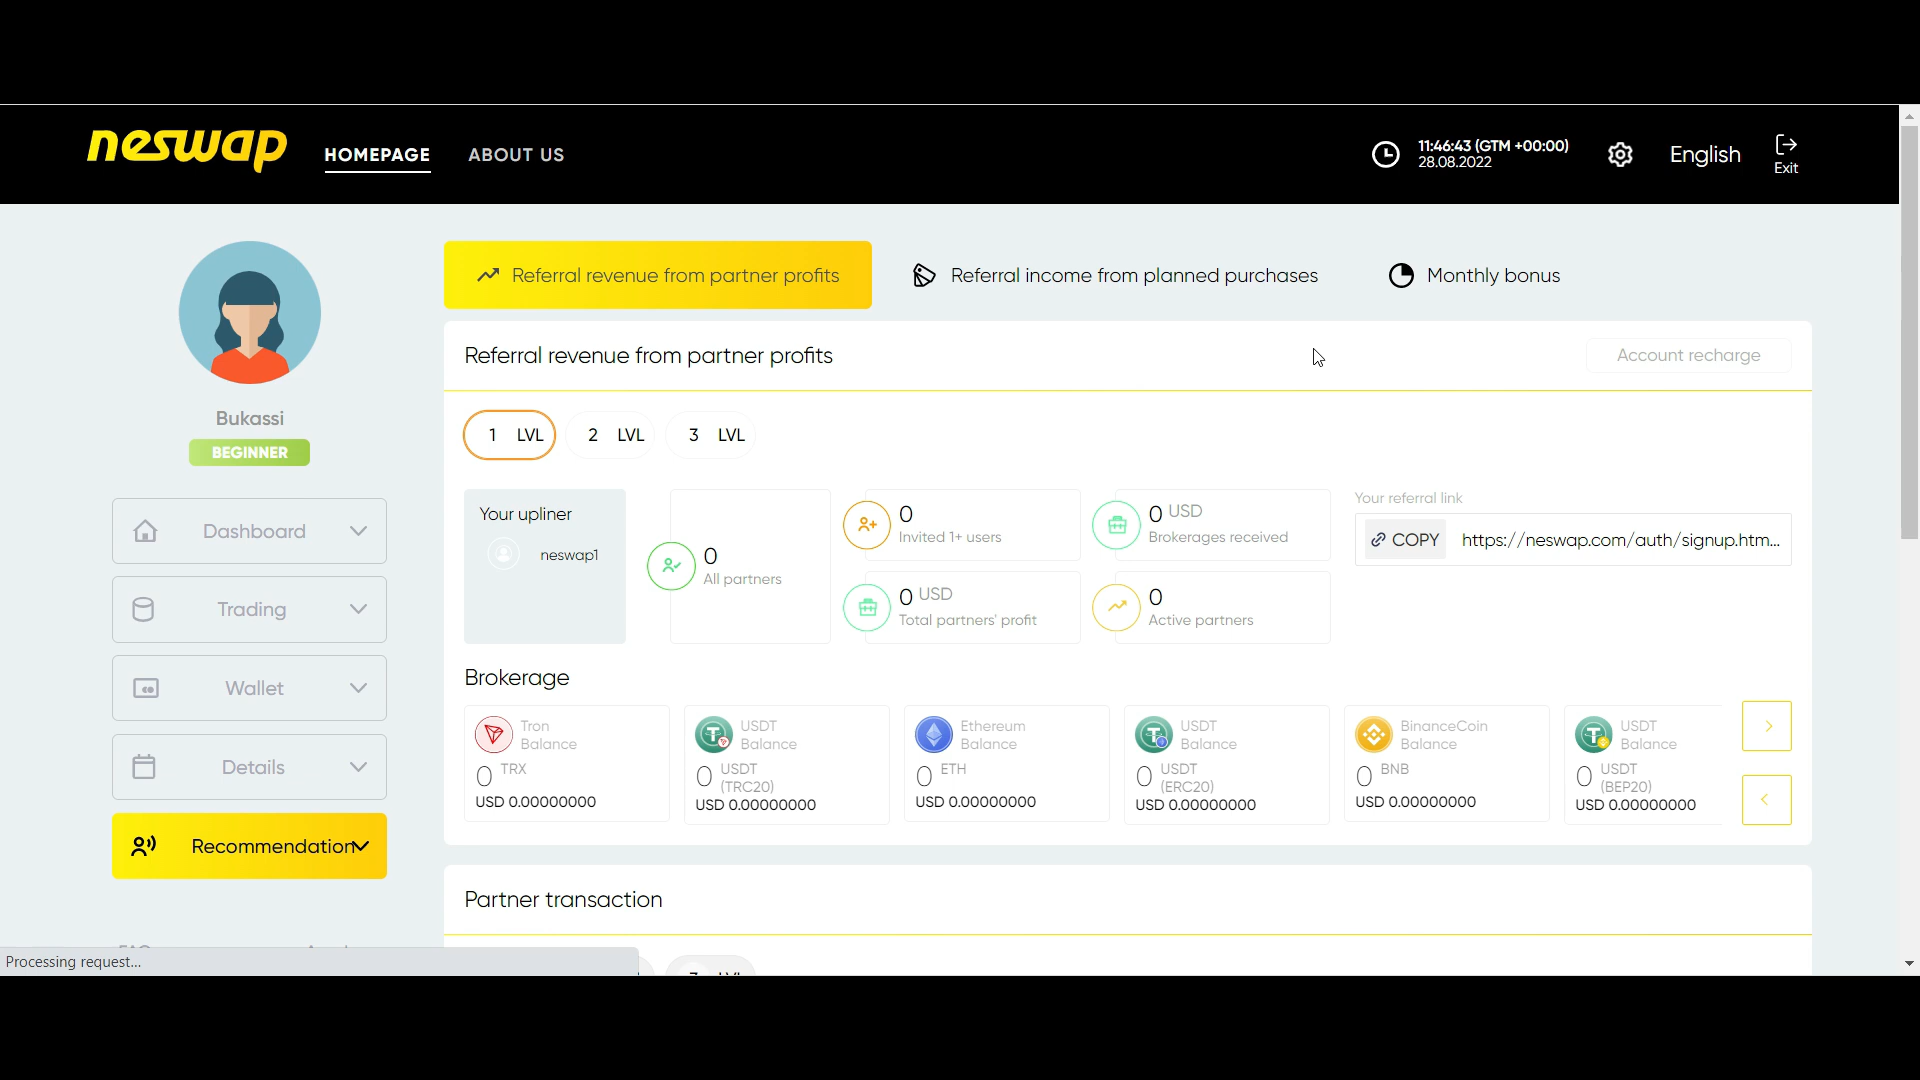 neswap
HOMEPAGE
ABOUT US
11:46:43 (GTM +00:00)
28.08.2022
English
Exit
Bukassi
BEGINNER
Dashboard
Trading
Wallet
Details
Recommendation
Processing request...
Referral revenue from partner profits
Referral income from planned purchases
Monthly bonus
Referral revenue from partner profits
Account recharge
1 LVL
2 LVL
3 LVL
Your upliner
neswap1
0
All partners
0
Invited 1+ users
0 USD
Brokerages received
0 USD
Total partners' profit
0
Active partners
Your referral link
COPY
https://neswap.com/auth/signup.htm...
Brokerage
Tron
Balance
0 TRX
USD 0.00000000
USDT
Balance
0 USDT
(TRC20)
USD 0.00000000
Ethereum
Balance
0 ETH
USD 0.00000000
USDT
Balance
0 USDT
(ERC20)
USD 0.00000000
BinanceCoin
Balance
0 BNB
USD 0.00000000
USDT
Balance
0 USDT
(BEP20)
USD 0.00000000
Partner transaction